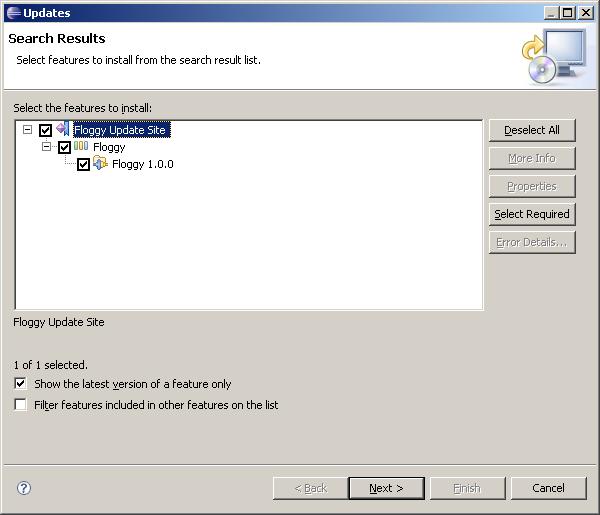 Updates
Search Results
Select features to install from the search result list.
Select the features to install:
Floggy Update Site
Floggy
Floggy 1.0.0
Deselect All
More Info
Properties
Select Required
Error Details...
Floggy Update Site
1 of 1 selected.
Show the latest version of a feature only
Filter features included in other features on the list
< Back
Next >
Finish
Cancel